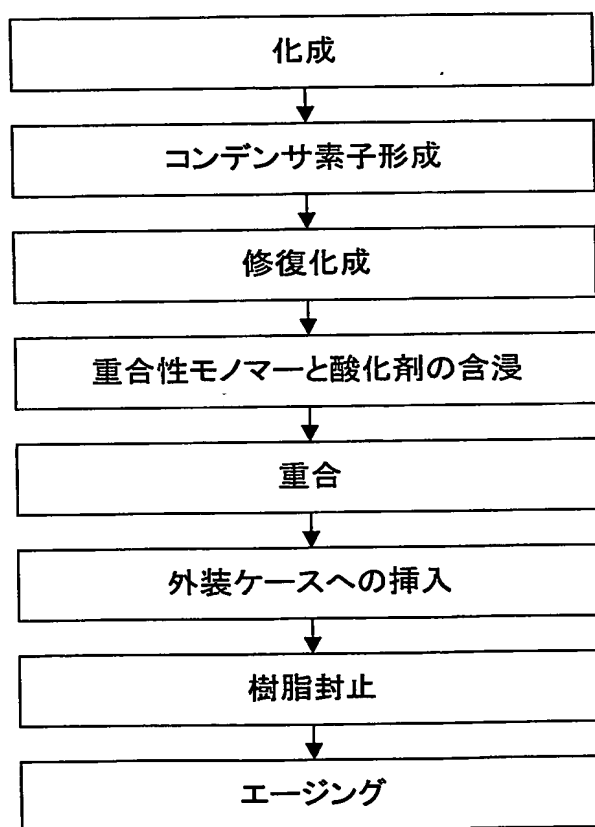 化成
コンデンサ素子形成
修復化成
重合性モノマーと酸化剤の含浸
重合
外装ケースへの挿入
樹脂封止
エージング